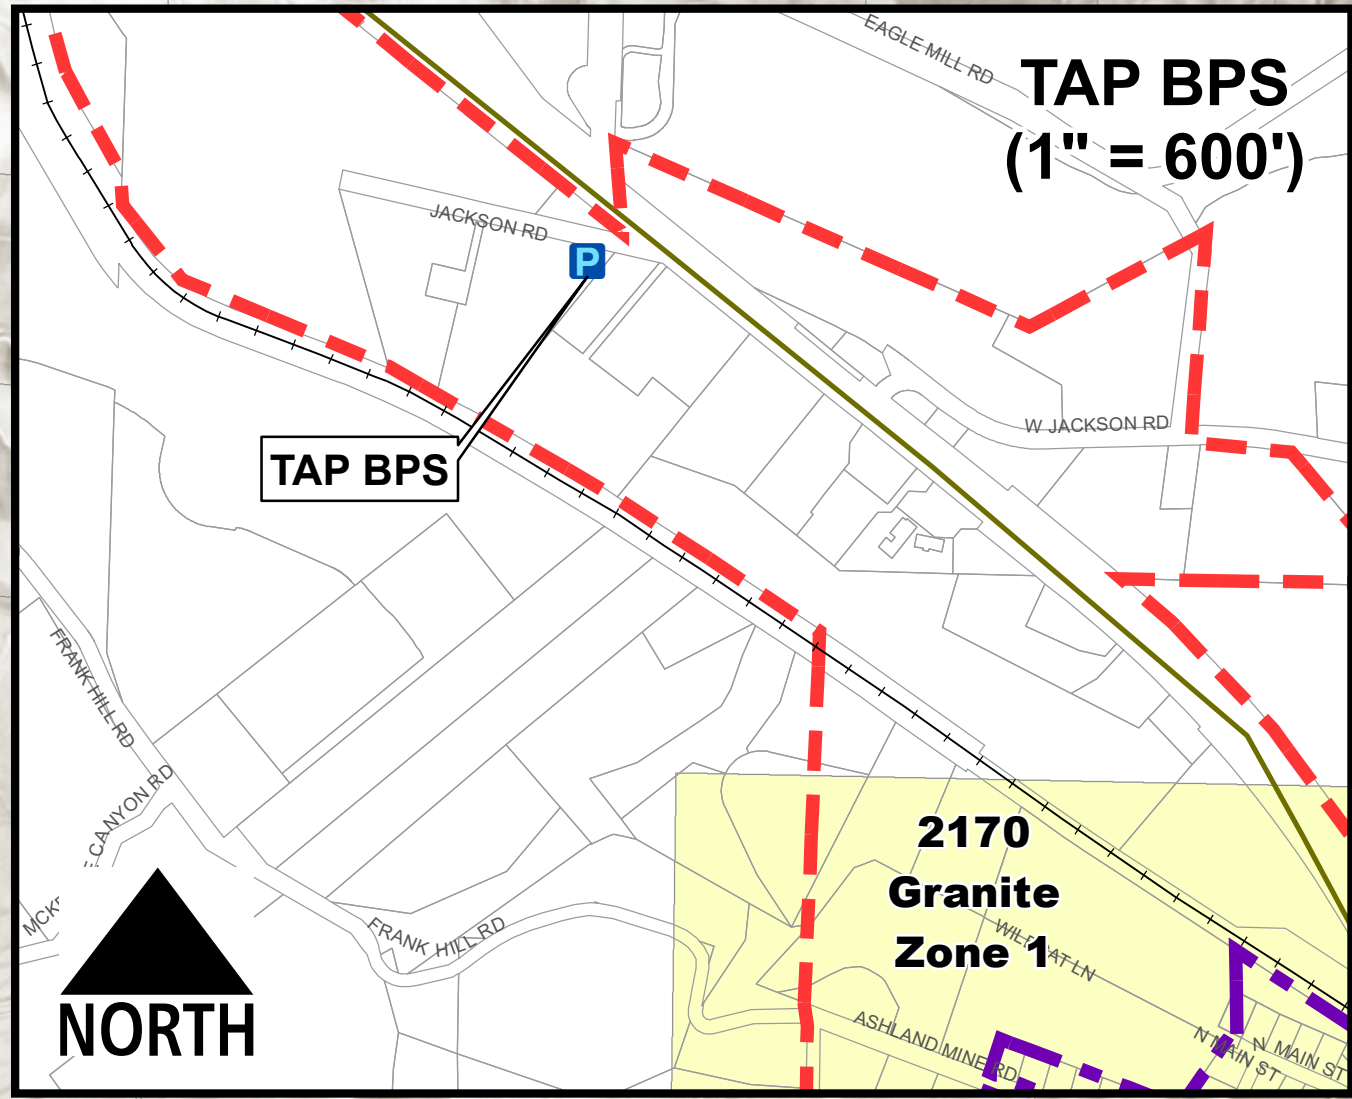 EAGLE MILL RD
TAP BPS
(1" = 600')
JACKSON RD
P
W JACKSON RD
TAP BPS
FRANK HILL RD
CANYON RD
2170
Granite
Zone 1
FRANK HILL RD
ASHLAND MINE RD
N MAIN ST
N MAIN ST
NORTH